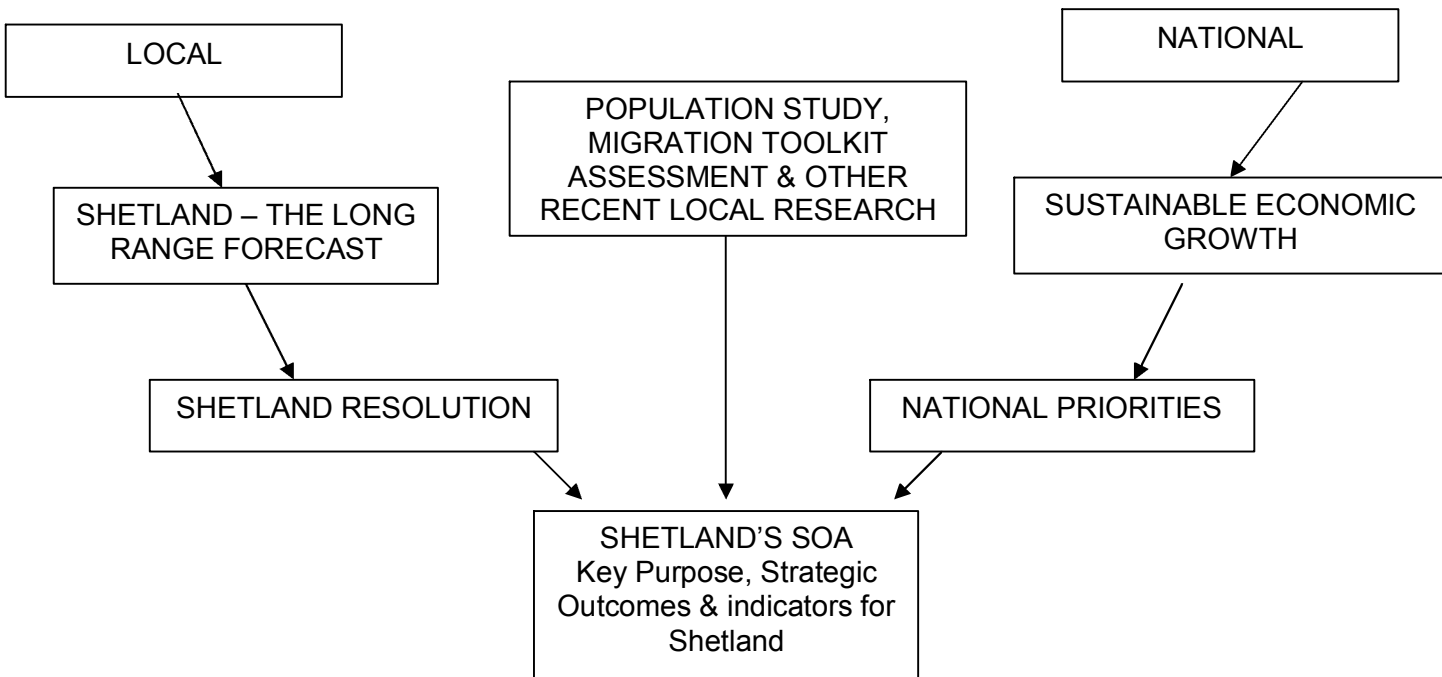 LOCAL
NATIONAL
POPULATION STUDY,
MIGRATION TOOLKIT
ASSESSMENT & OTHER
RECENT LOCAL RESEARCH
SHETLAND – THE LONG
RANGE FORECAST
SUSTAINABLE ECONOMIC
GROWTH
SHETLAND RESOLUTION
NATIONAL PRIORITIES
SHETLAND’S SOA
Key Purpose, Strategic
Outcomes & indicators for
Shetland